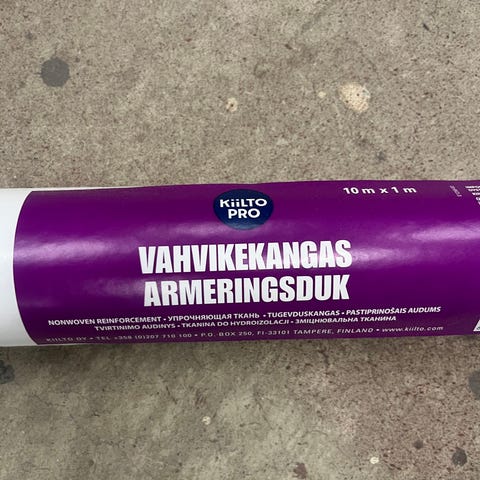 KiiLTO
PRO
10 m x 1 m
VAHVIKEKANGAS
ARMERINGSDUK
NONWOVEN REINFORCEMENT • УПРОЧНЯЮЩАЯ ТКАНЬ • TUGEVDUSKANGAS • PASTIPRINOŠAIS AUDUMS
TVIRTINIMO AUDINYS • TKANINA DO HYDROIZOLACJI • ЗМІЦНЮВАЛЬНА ТКАНИНА
KIILTO OY • TEL +358 (0)207 710 100 • P.O. BOX 250, FI-33101 TAMPERE, FINLAND • www.kiilto.com